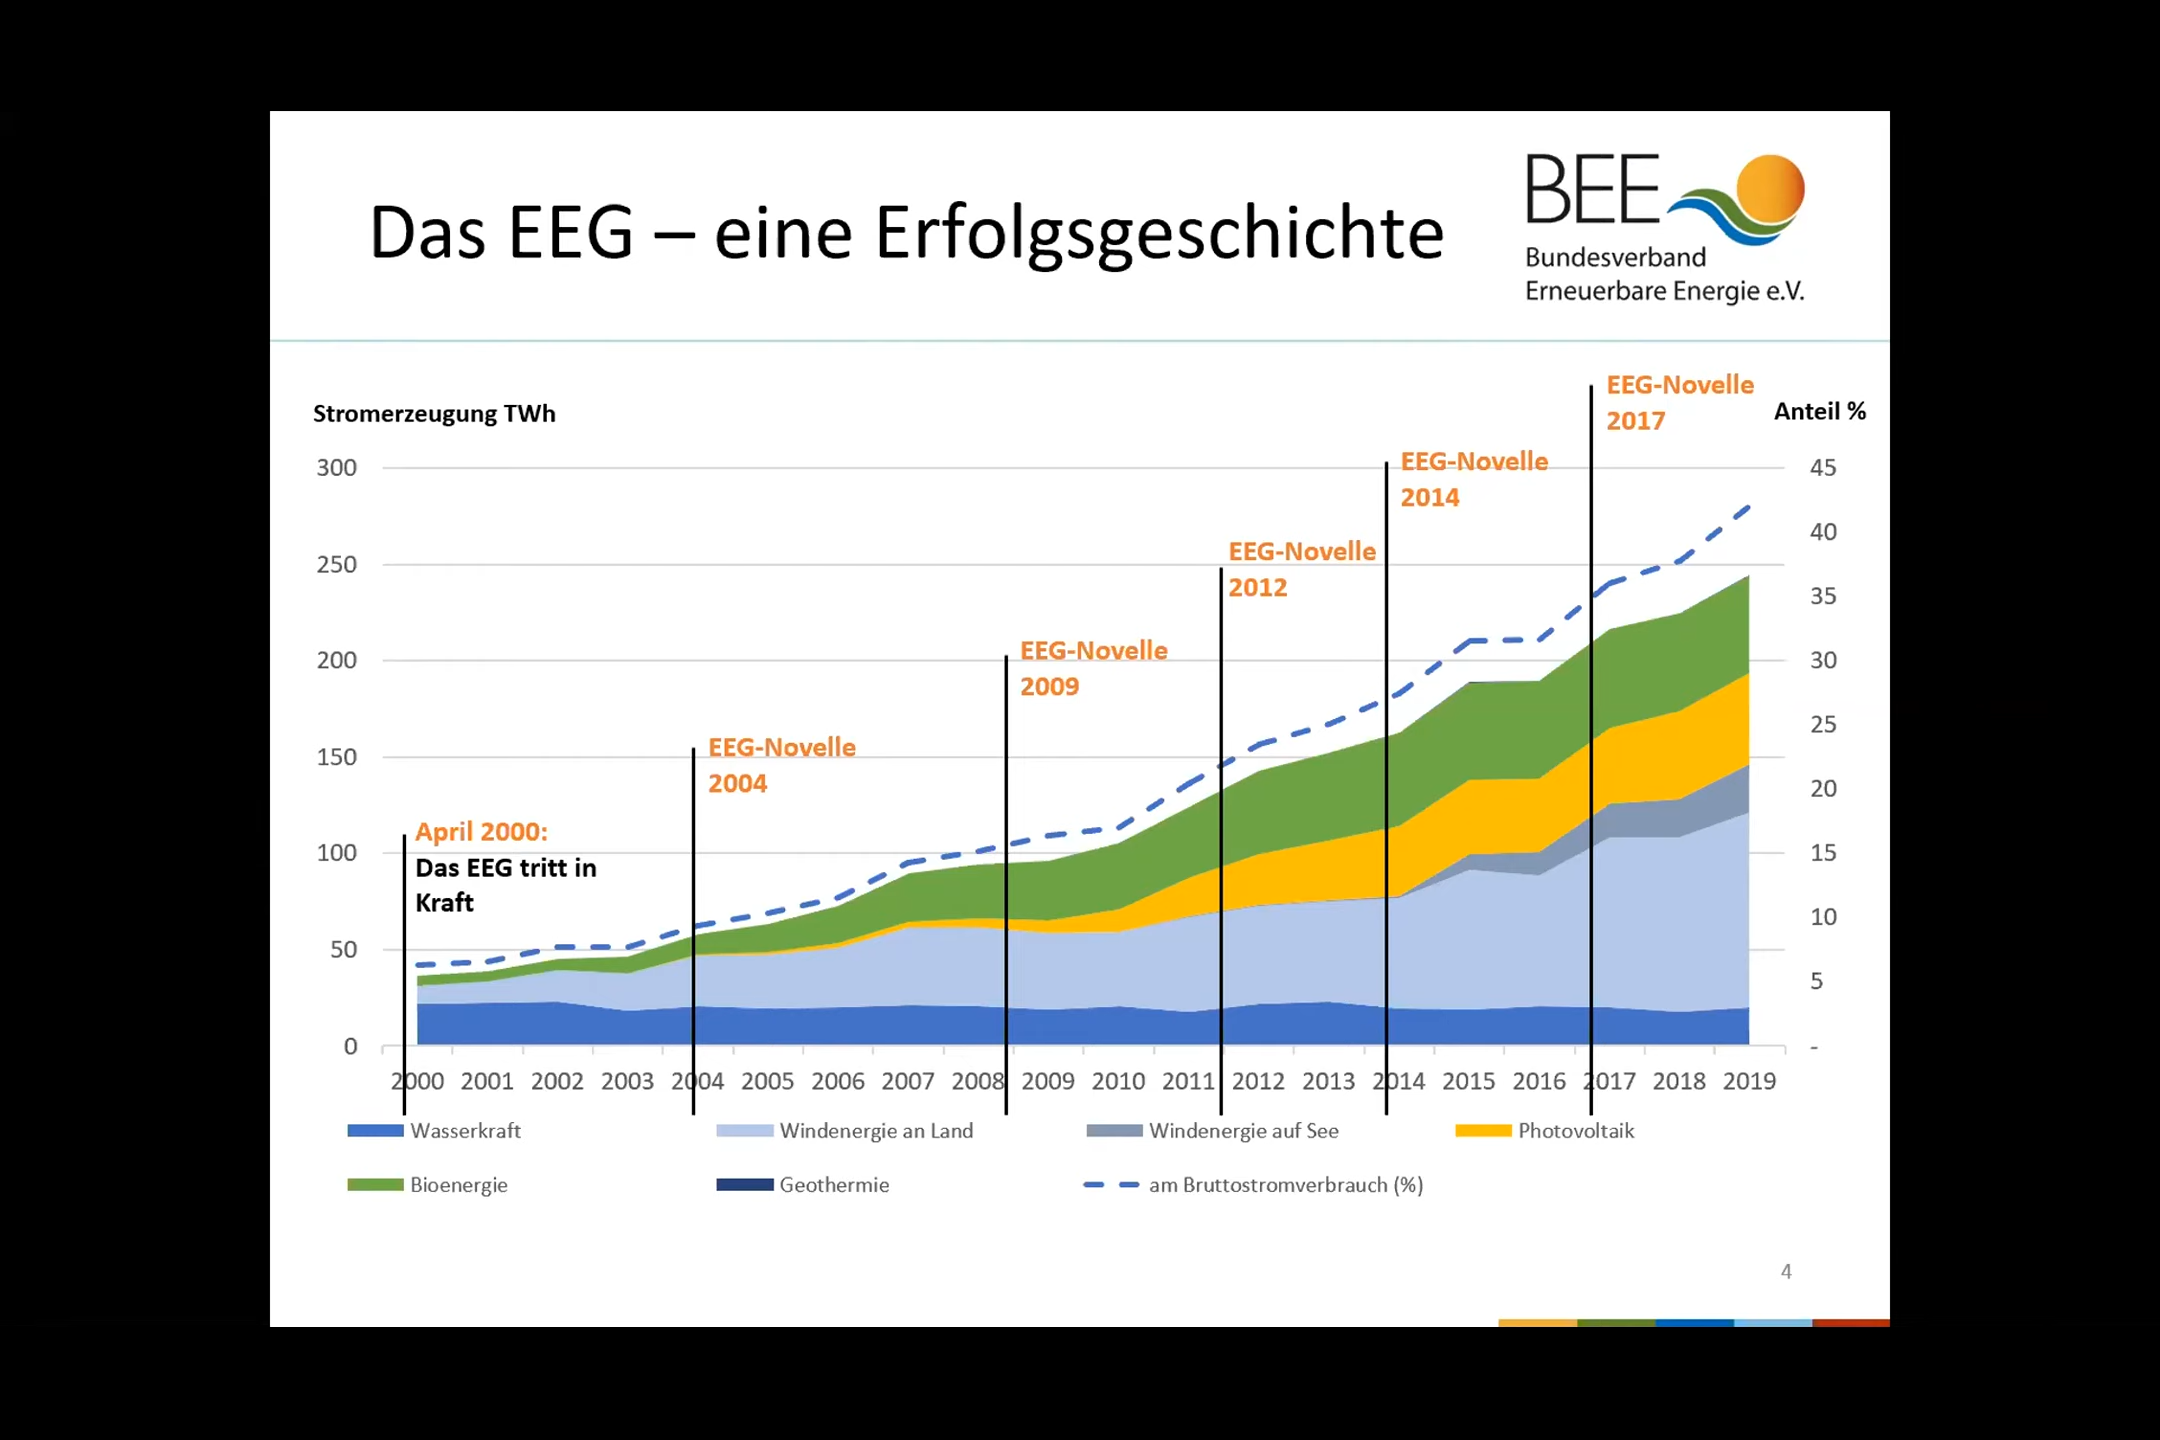 Das EEG – eine Erfolgsgeschichte
BEE
Bundesverband
Erneuerbare Energie e.V.
Stromerzeugung TWh
Anteil %
EEG-Novelle
2017
EEG-Novelle
2014
EEG-Novelle
2012
EEG-Novelle
2009
EEG-Novelle
2004
April 2000:
Das EEG tritt in
Kraft
300
250
200
150
100
50
0
45
40
35
30
25
20
15
10
5
-
2000 2001 2002 2003 2004 2005 2006 2007 2008 2009 2010 2011 2012 2013 2014 2015 2016 2017 2018 2019
Wasserkraft Windenergie an Land Windenergie auf See Photovoltaik
Bioenergie Geothermie am Bruttostromverbrauch (%)
4